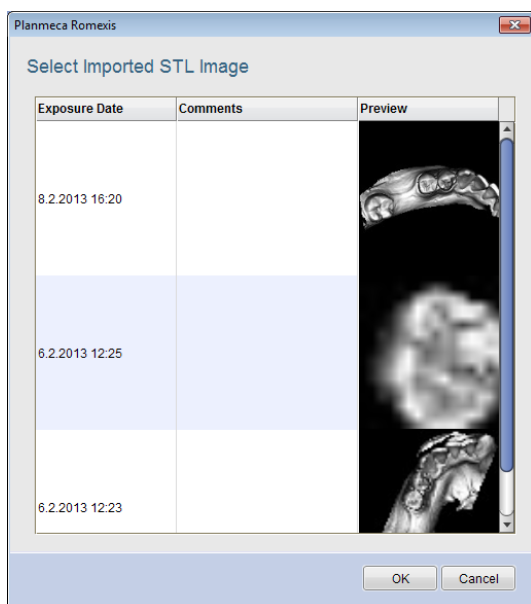 Planmeca Romexis
Select Imported STL Image
Exposure Date Comments Preview
8.2.2013 16:20
6.2.2013 12:25
6.2.2013 12:23
OK Cancel